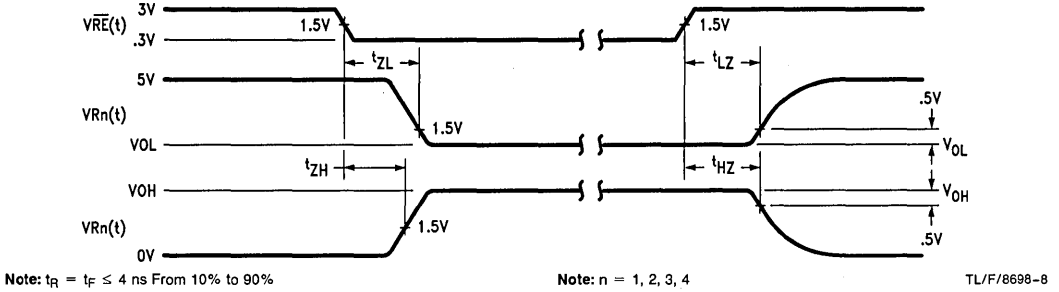 3V
VRE(t)
1.5V
1.5V
.3V
tZL
tLZ
5V
.5V
VRn(t)
1.5V
VOL
VOL
tZH
tHZ
VOH
VOH
VRn(t)
1.5V
.5V
0V
Note: tR = tF ≤ 4 ns From 10% to 90%
Note: n = 1, 2, 3, 4
TL/F/8698-8